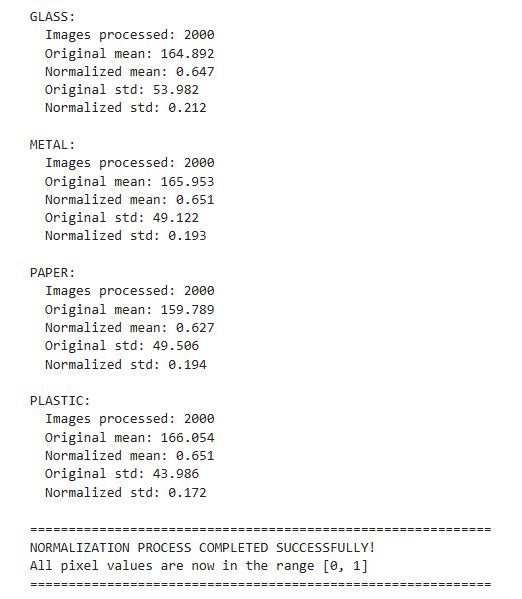 GLASS:
Images processed: 2000
Original mean: 164.892
Normalized mean: 0.647
Original std: 53.982
Normalized std: 0.212
METAL:
Images processed: 2000
Original mean: 165.953
Normalized mean: 0.651
Original std: 49.122
Normalized std: 0.193
PAPER:
Images processed: 2000
Original mean: 159.789
Normalized mean: 0.627
Original std: 49.506
Normalized std: 0.194
PLASTIC:
Images processed: 2000
Original mean: 166.054
Normalized mean: 0.651
Original std: 43.986
Normalized std: 0.172
============================================================
NORMALIZATION PROCESS COMPLETED SUCCESSFULLY!
All pixel values are now in the range [0, 1]
============================================================